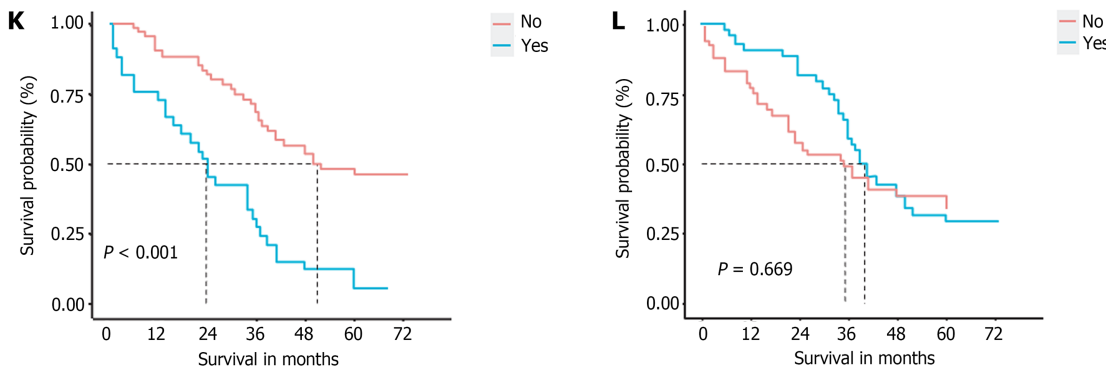 K
No
Yes
1.00
0.75
0.50
0.25
0.00
Survival probability (%)
P < 0.001
0
12
24
36
48
60
72
Survival in months
L
No
Yes
1.00
0.75
0.50
0.25
0.00
Survival probability (%)
P = 0.669
0
12
24
36
48
60
72
Survival in months